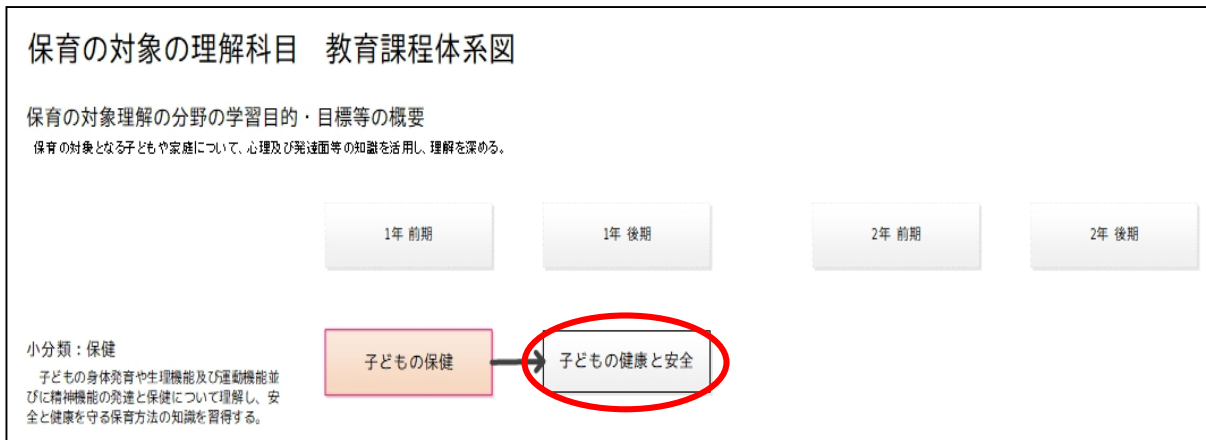 保育の対象の理解科目　教育課程体系図
保育の対象理解の分野の学習目的・目標等の概要
保育の対象となる子どもや家庭について、心理及び発達面等の知識を活用し、理解を深める。
1年 前期
1年 後期
2年 前期
2年 後期
小分類：保健
子どもの身体発育や生理機能及び運動機能並
びに精神機能の発達と保健について理解し、安
全と健康を守る保育方法の知識を習得する。
子どもの保健
子どもの健康と安全